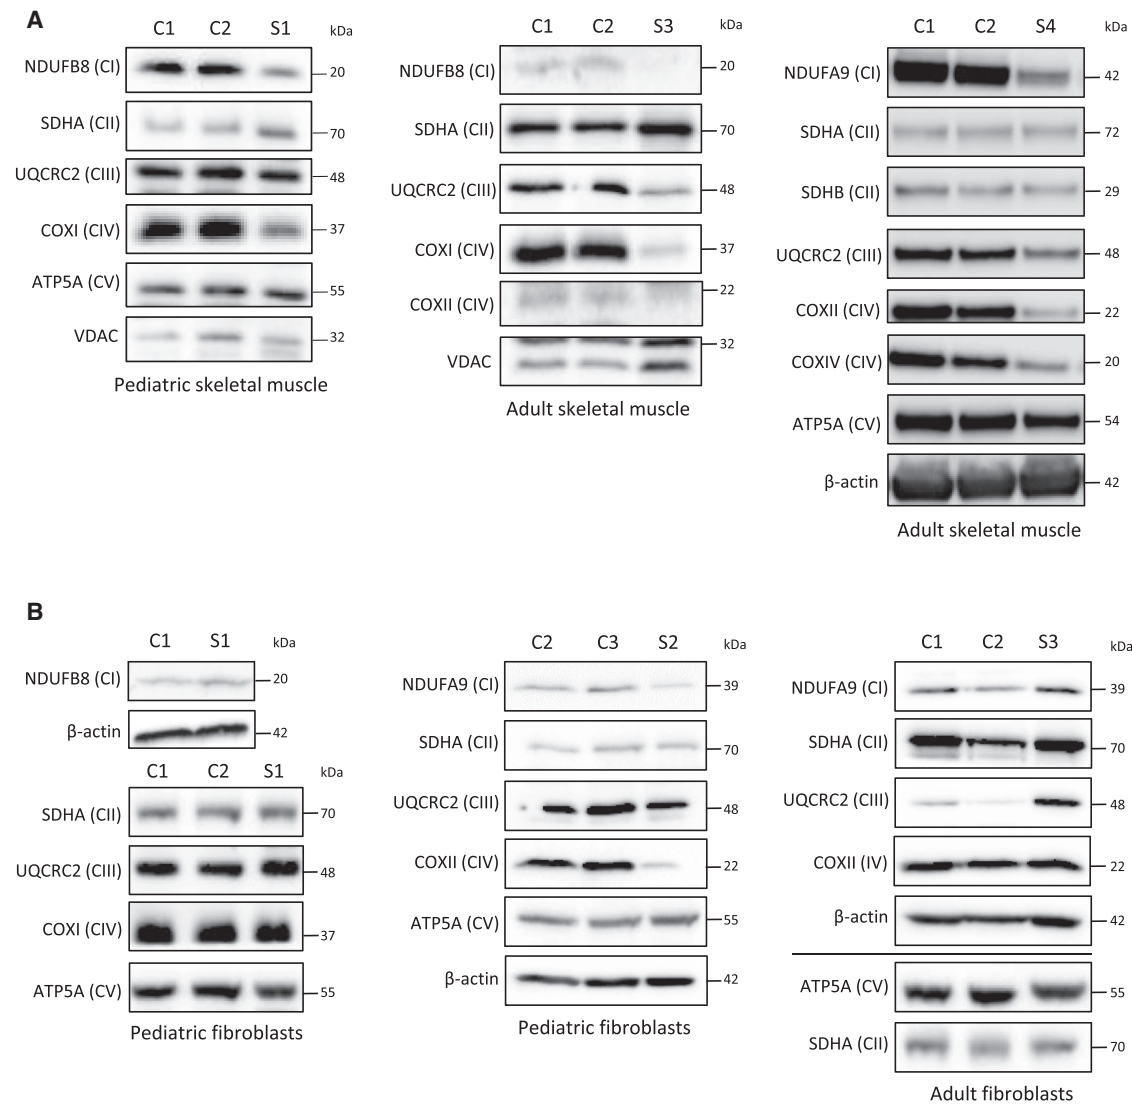 A
C1 C2 S1 kDa
NDUFB8 (CI) 20
SDHA (CII) 70
UQCRC2 (CIII) 48
COXI (CIV) 37
ATP5A (CV) 55
VDAC 32
Pediatric skeletal muscle
C1 C2 S3 kDa
NDUFB8 (CI) 20
SDHA (CII) 70
UQCRC2 (CIII) 48
COXI (CIV) 37
COXII (CIV) 22
VDAC 32
Adult skeletal muscle
C1 C2 S4 kDa
NDUFA9 (CI) 42
SDHA (CII) 72
SDHB (CII) 29
UQCRC2 (CIII) 48
COXII (CIV) 22
COXIV (CIV) 20
ATP5A (CV) 54
β-actin 42
Adult skeletal muscle
B
C1 S1 kDa
NDUFB8 (CI) 20
β-actin 42
C1 C2 S1 kDa
SDHA (CII) 70
UQCRC2 (CIII) 48
COXI (CIV) 37
ATP5A (CV) 55
Pediatric fibroblasts
C2 C3 S2 kDa
NDUFA9 (CI) 39
SDHA (CII) 70
UQCRC2 (CIII) 48
COXII (CIV) 22
ATP5A (CV) 55
β-actin 42
Pediatric fibroblasts
C1 C2 S3 kDa
NDUFA9 (CI) 39
SDHA (CII) 70
UQCRC2 (CIII) 48
COXII (IV) 22
β-actin 42
ATP5A (CV) 55
SDHA (CII) 70
Adult fibroblasts